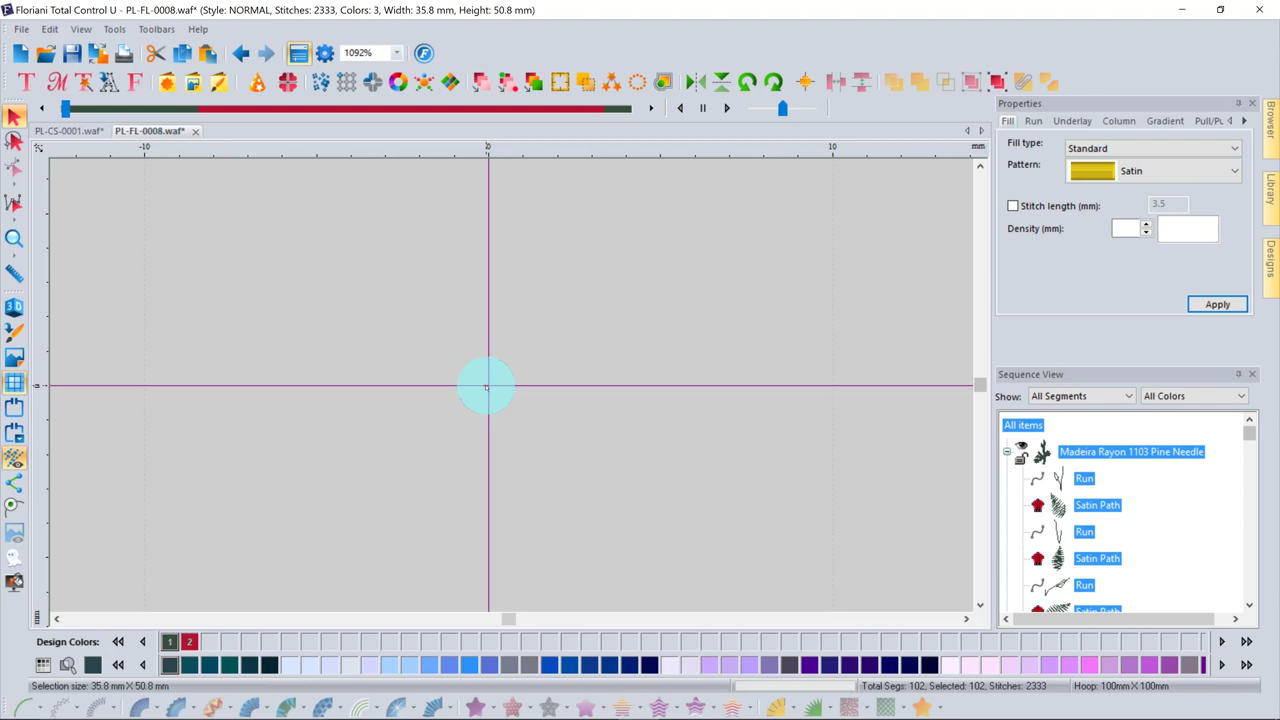 Floriani Total Control U - PL-FL-0008.waf* (Style: NORMAL, Stitches: 2333, Colors: 3, Width: 35.8 mm, Height: 50.8 mm)
File Edit View Tools Toolbars Help
1092%
PL-CS-0001.waf* PL-FL-0008.waf*
-10 0 10 mm
0
mm
Properties
Fill Run Underlay Column Gradient Pull/Pu
Fill type: Standard
Pattern: Satin
Stitch length (mm): 3.5
Density (mm):
Apply
Browser
Library
Designs
Sequence View
Show: All Segments All Colors
All items
Madeira Rayon 1103 Pine Needle
Run
Satin Path
Run
Satin Path
Run
Satin Path
Design Colors: 1 2
Selection size: 35.8 mm X 50.8 mm Total Segs: 102, Selected: 102, Stitches: 2333 Hoop: 100mm X 100mm